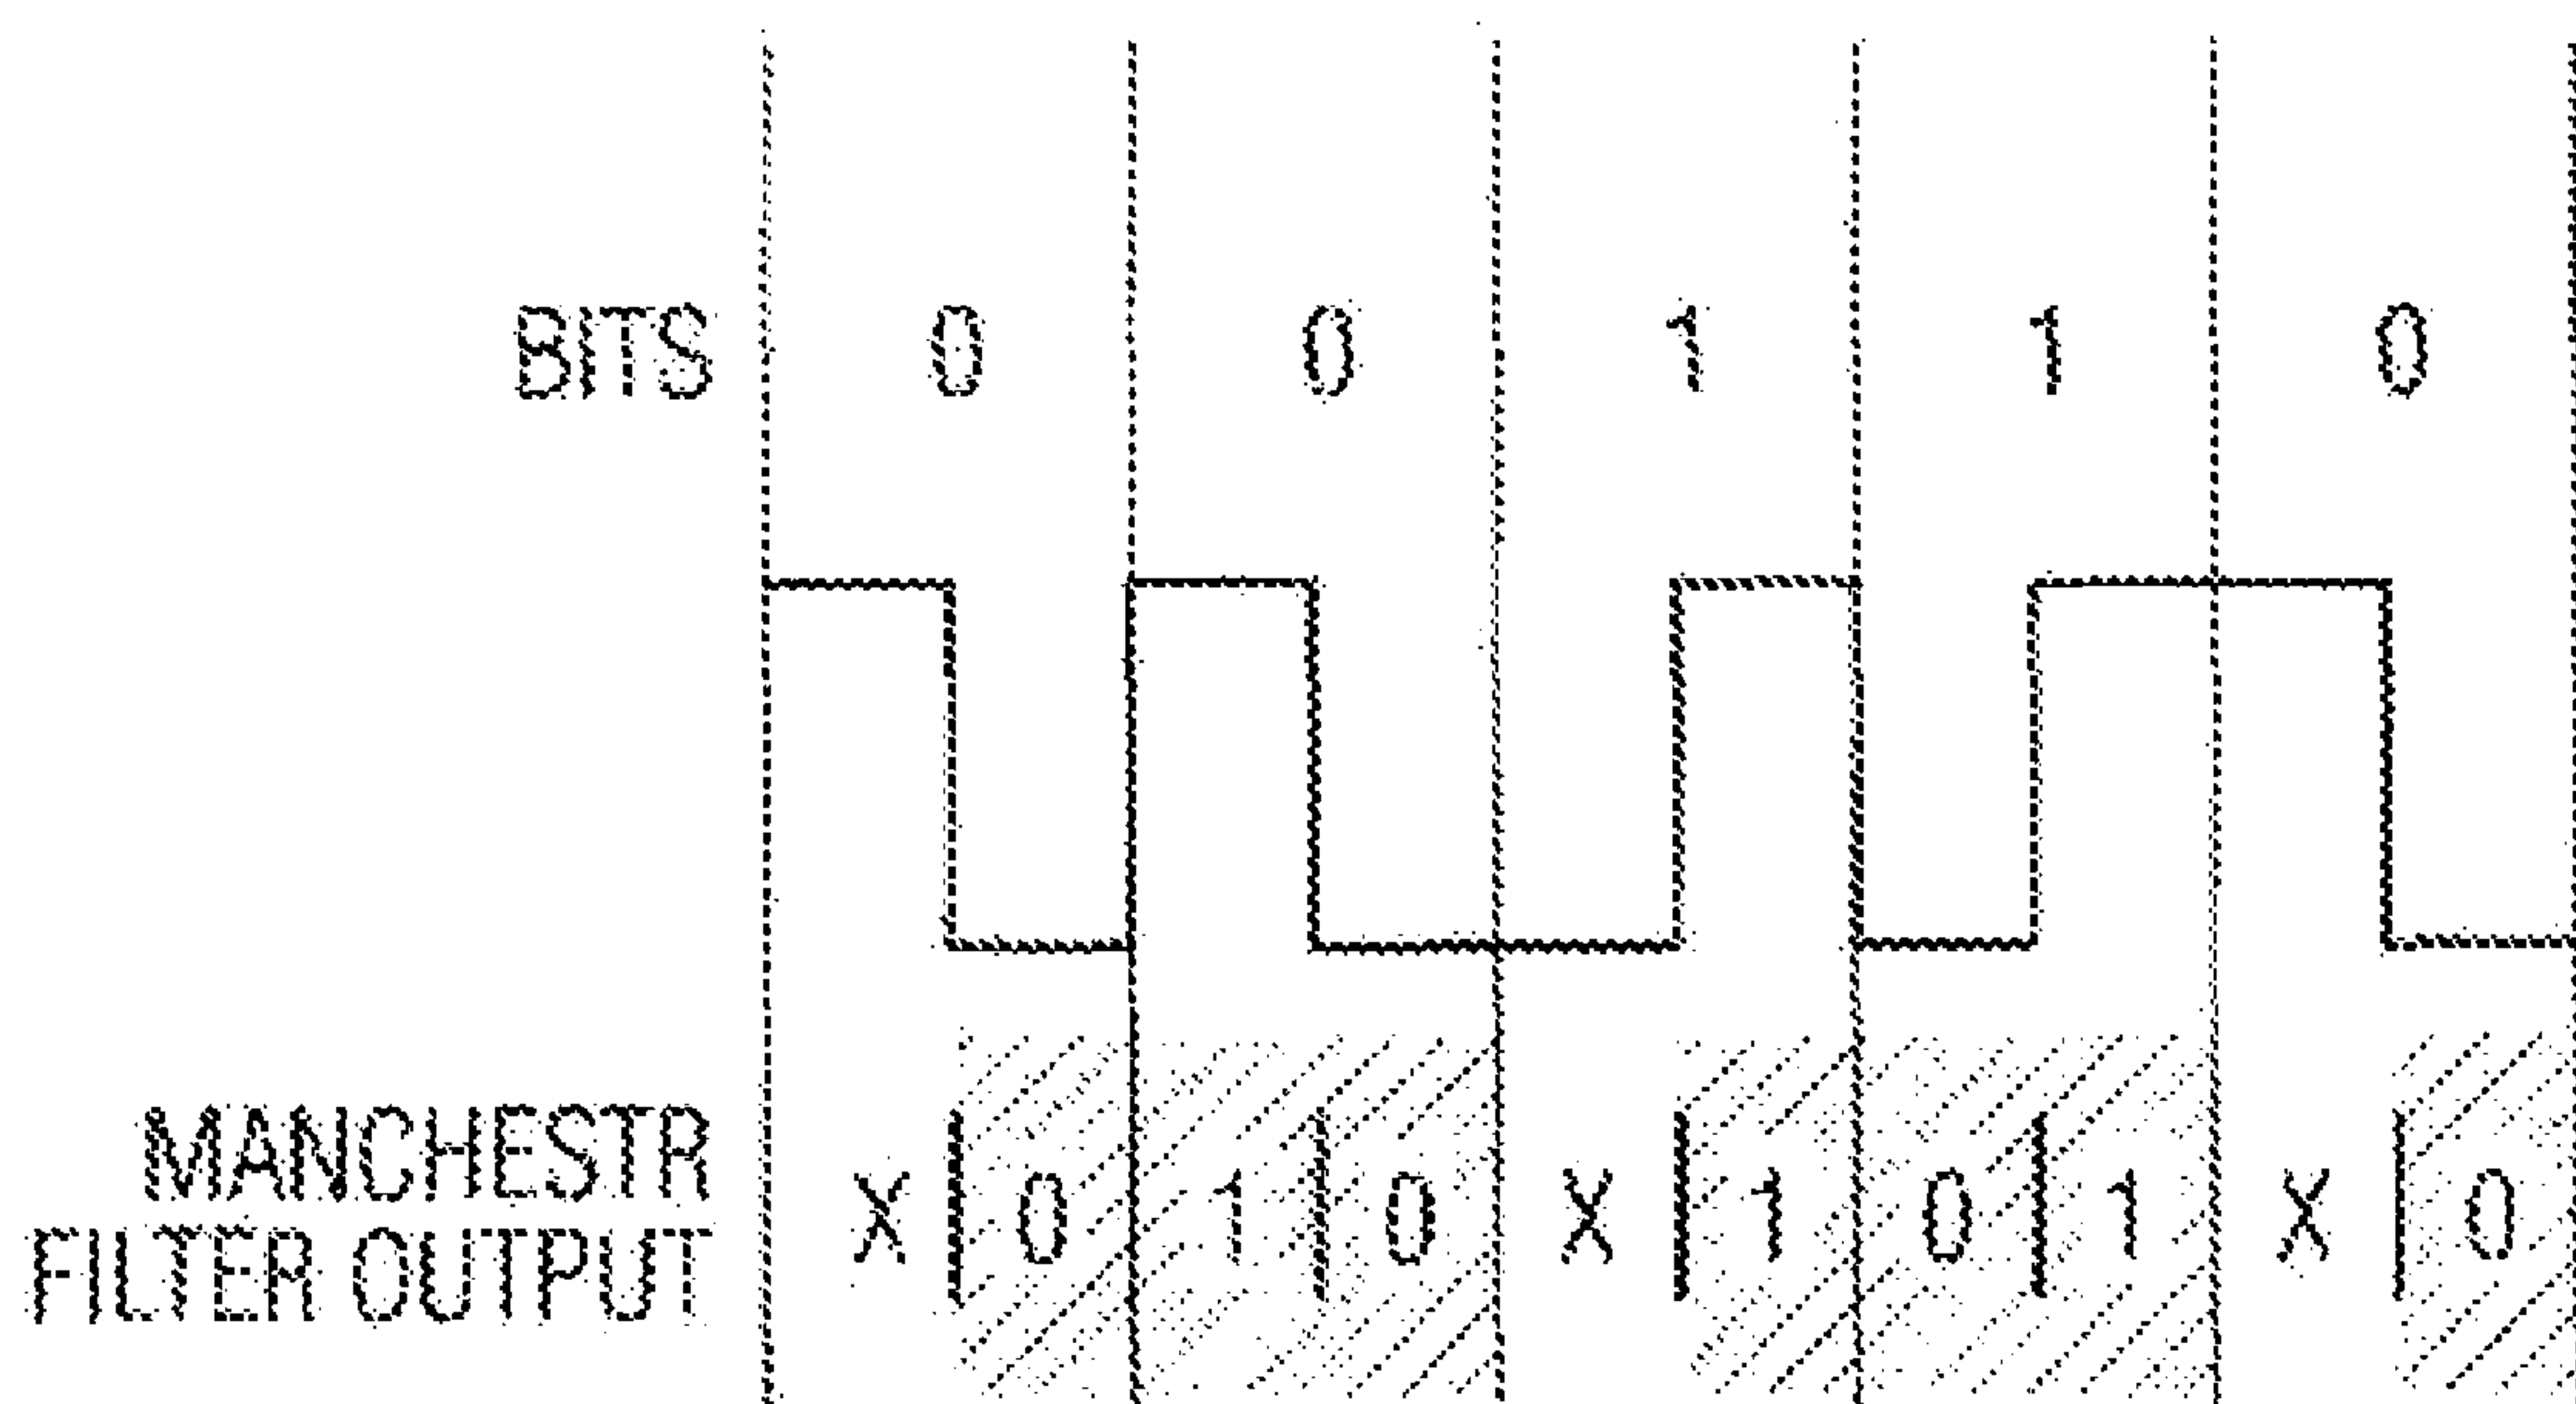 BITS 0 0 1 1 0
MANCHESTR
FILTER OUTPUT X 0 1 0 X 1 0 1 X 0